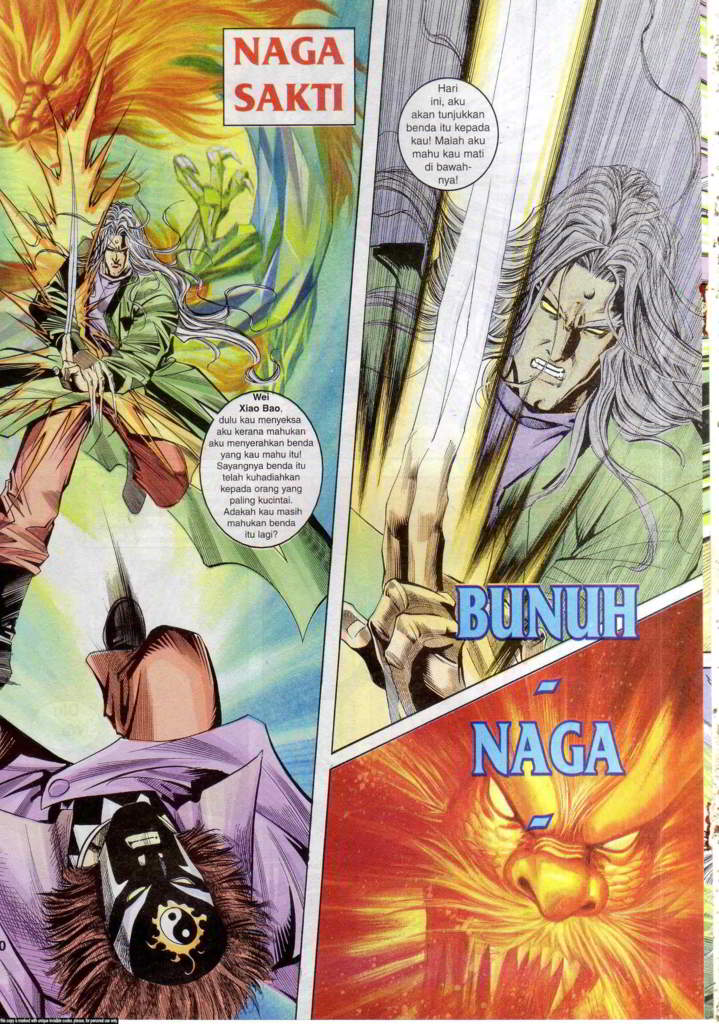 NAGA
SAKTI
Wei
Xiao Bao,
dulu kau menyeksa
aku kerana mahukan
aku menyerahkan benda
yang kau mahu itu!
Sayangnya benda itu
telah kuhadiahkan
kepada orang yang
paling kucintai.
Adakah kau masih
mahukan benda
itu lagi?
Hari
ini, aku
akan tunjukkan
benda itu kepada
kau! Malah aku
mahu kau mati
di bawah-
nya!
BUNUH
-
NAGA
-
0